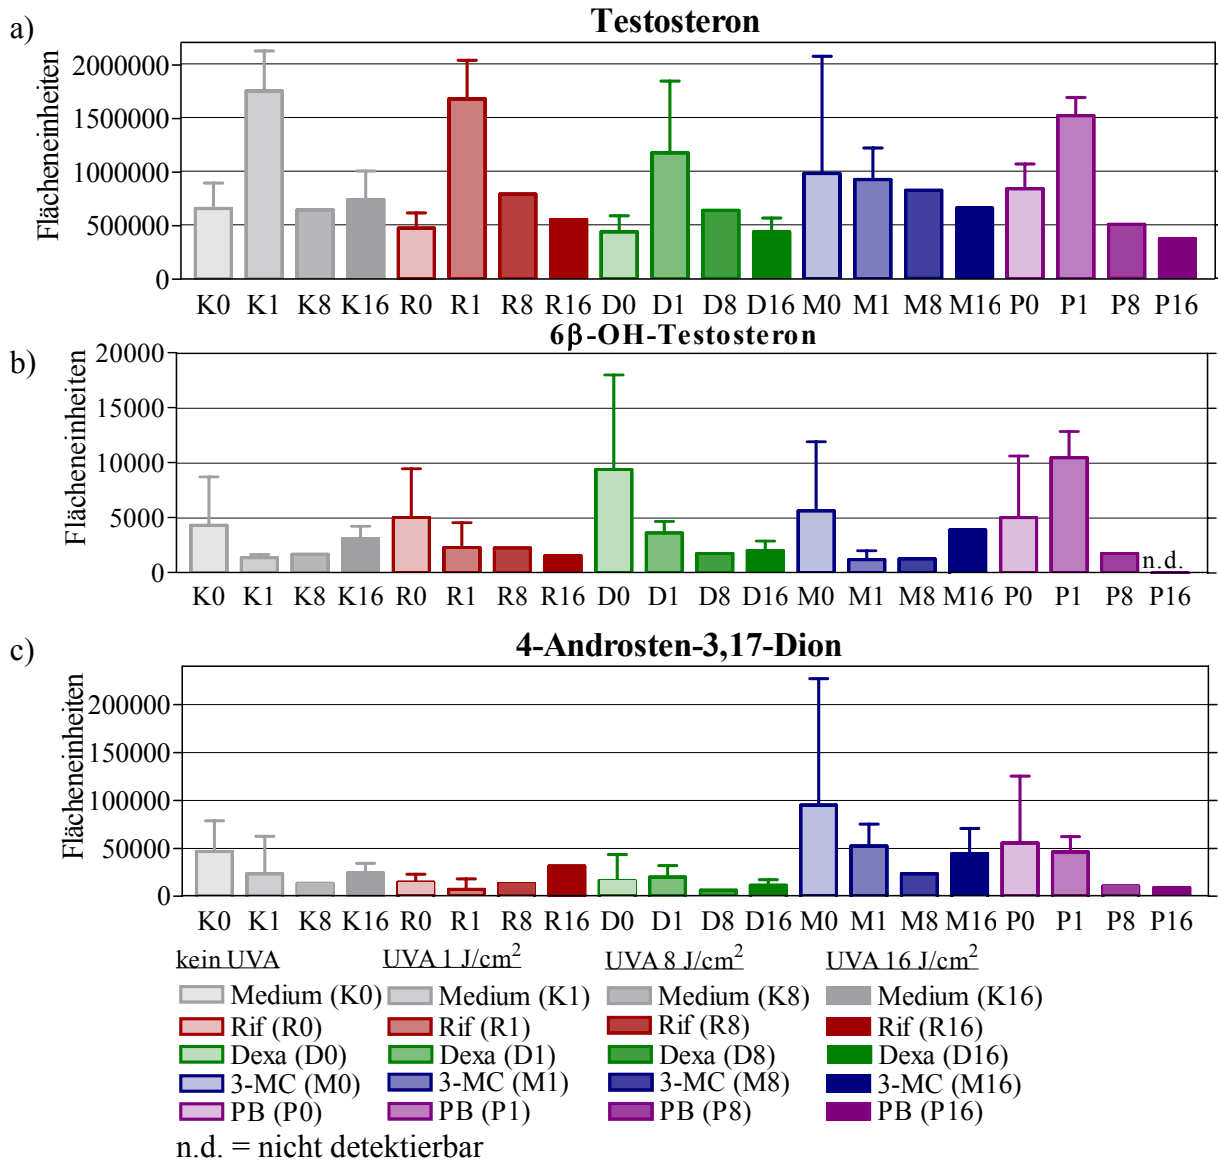 a)
Testosteron
Flächeneinheiten
2000000
1500000
1000000
500000
0
K0 K1 K8 K16 R0 R1 R8 R16 D0 D1 D8 D16 M0 M1 M8 M16 P0 P1 P8 P16
b)
6β-OH-Testosteron
Flächeneinheiten
20000
15000
10000
5000
0
n.d.
K0 K1 K8 K16 R0 R1 R8 R16 D0 D1 D8 D16 M0 M1 M8 M16 P0 P1 P8 P16
c)
4-Androsten-3,17-Dion
Flächeneinheiten
200000
150000
100000
50000
0
K0 K1 K8 K16 R0 R1 R8 R16 D0 D1 D8 D16 M0 M1 M8 M16 P0 P1 P8 P16
kein UVA UVA 1 J/cm² UVA 8 J/cm² UVA 16 J/cm²
Medium (K0) Medium (K1) Medium (K8) Medium (K16)
Rif (R0) Rif (R1) Rif (R8) Rif (R16)
Dexa (D0) Dexa (D1) Dexa (D8) Dexa (D16)
3-MC (M0) 3-MC (M1) 3-MC (M8) 3-MC (M16)
PB (P0) PB (P1) PB (P8) PB (P16)
n.d. = nicht detektierbar